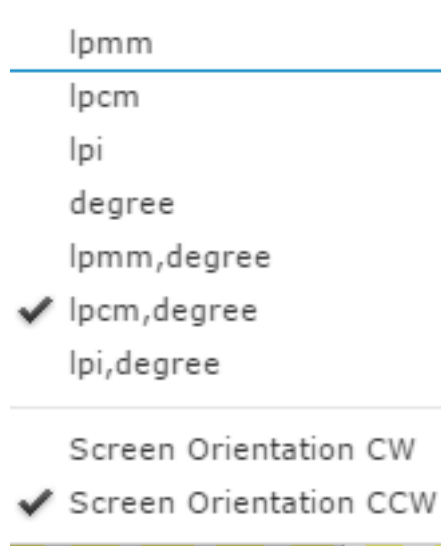 lpmm
lpcm
lpi
degree
lpmm,degree
lpcm,degree
lpi,degree
Screen Orientation CW
Screen Orientation CCW